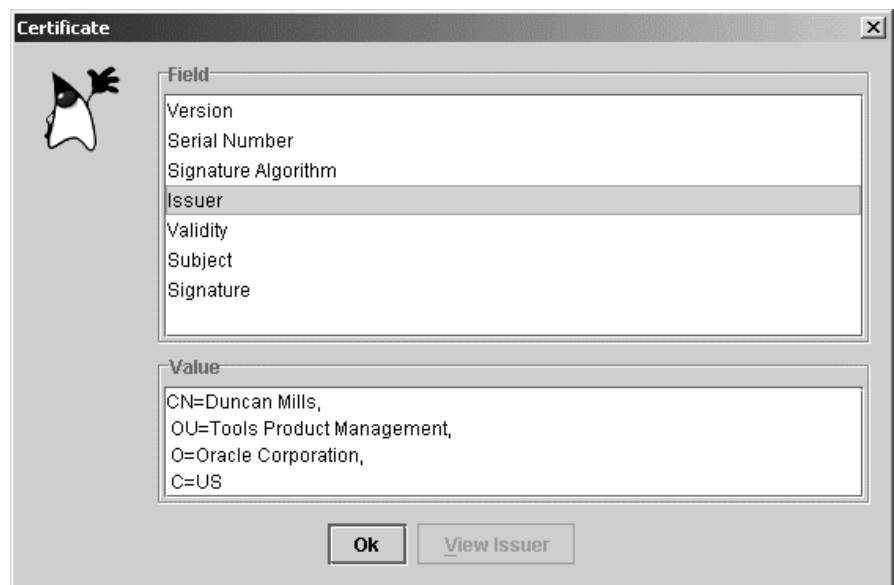 Certificate
Field
Version
Serial Number
Signature Algorithm
Issuer
Validity
Subject
Signature
Value
CN=Duncan Mills,
OU=Tools Product Management,
O=Oracle Corporation,
C=US
Ok
View Issuer